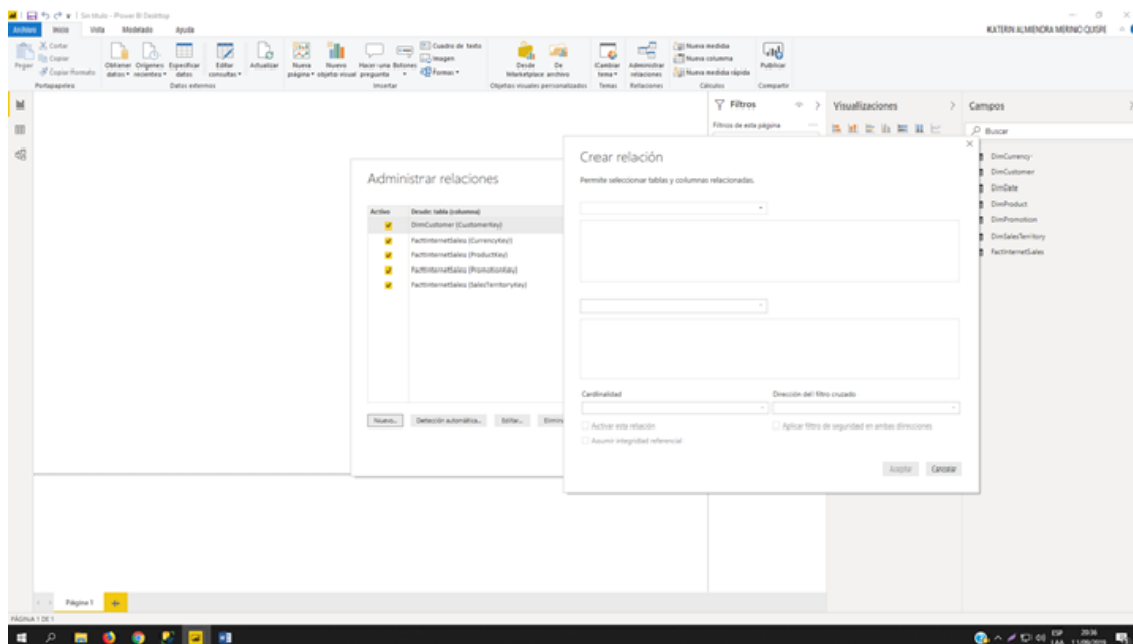 Sin título - Power BI Desktop
Archivo Inicio Vista Modelado Ayuda
KATERIN ALMENDRA MERINO QUISPE
Pegar
Cortar
Copiar
Copiar formato
Portapapeles
Obtener datos
Orígenes recientes
Especificar datos
Editar consultas
Datos externos
Actualizar
Nueva página
Nuevo objeto visual
Hacer una pregunta
Botones
Cuadro de texto
Imagen
Formas
Insertar
Desde Marketplace
De archivo
Objetos visuales personalizados
Cambiar tema
Temas
Administrar relaciones
Relaciones
Nueva medida
Nueva columna
Nueva medida rápida
Cálculos
Publicar
Compartir
Filtros
Filtros de esta página
Visualizaciones
Campos
Buscar
DimCurrency
DimCustomer
DimDate
DimProduct
DimPromotion
DimSalesTerritory
FactInternetSales
Administrar relaciones
Activo Desde: tabla (columna)
DimCustomer (CustomerKey)
FactInternetSales (CurrencyKey)
FactInternetSales (ProductKey)
FactInternetSales (PromotionKey)
FactInternetSales (SalesTerritoryKey)
Nuevo... Detección automática... Editar... Elimin
Crear relación
Permite seleccionar tablas y columnas relacionadas.
Cardinalidad
Dirección del filtro cruzado
Activar esta relación
Aplicar filtro de seguridad en ambas direcciones
Asumir integridad referencial
Aceptar Cancelar
Página 1
PÁGINA 1 DE 1
ESP
LAA
20:36
11/09/2019